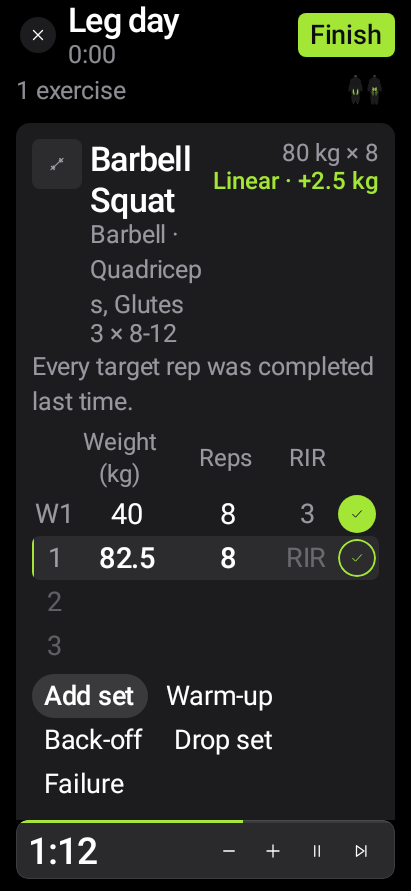 Leg day
0:00
Finish
1 exercise
Barbell
Squat
80 kg × 8
Linear · +2.5 kg
Barbell ·
Quadricep
s, Glutes
3 × 8-12
Every target rep was completed
last time.
Weight
(kg)
Reps
RIR
W1 40 8 3
1 82.5 8 RIR
2
3
Add set Warm-up
Back-off Drop set
Failure
1:12